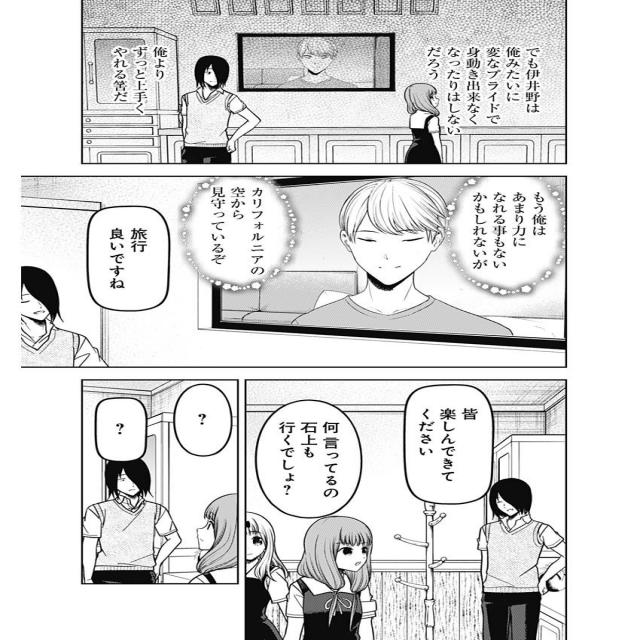 でも伊井野は
俺みたいに
変なプライドで
身動き出来なく
なったりはしない
だろう
俺より
ずっと上手く
やれる筈だ
もう俺は
あまり力に
なれる事もない
かもしれないが
カリフォルニアの
空から
見守っているぞ
旅行
良いですね
皆
楽しんできて
ください
何言ってるの
石上も
行くでしょ?
?
?